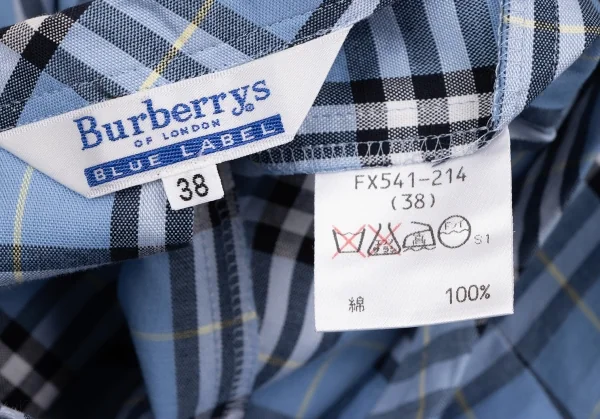 Burberrys®
OF LONDON
BLUE LABEL
38
FX541-214
(38)
S1
綿 100%